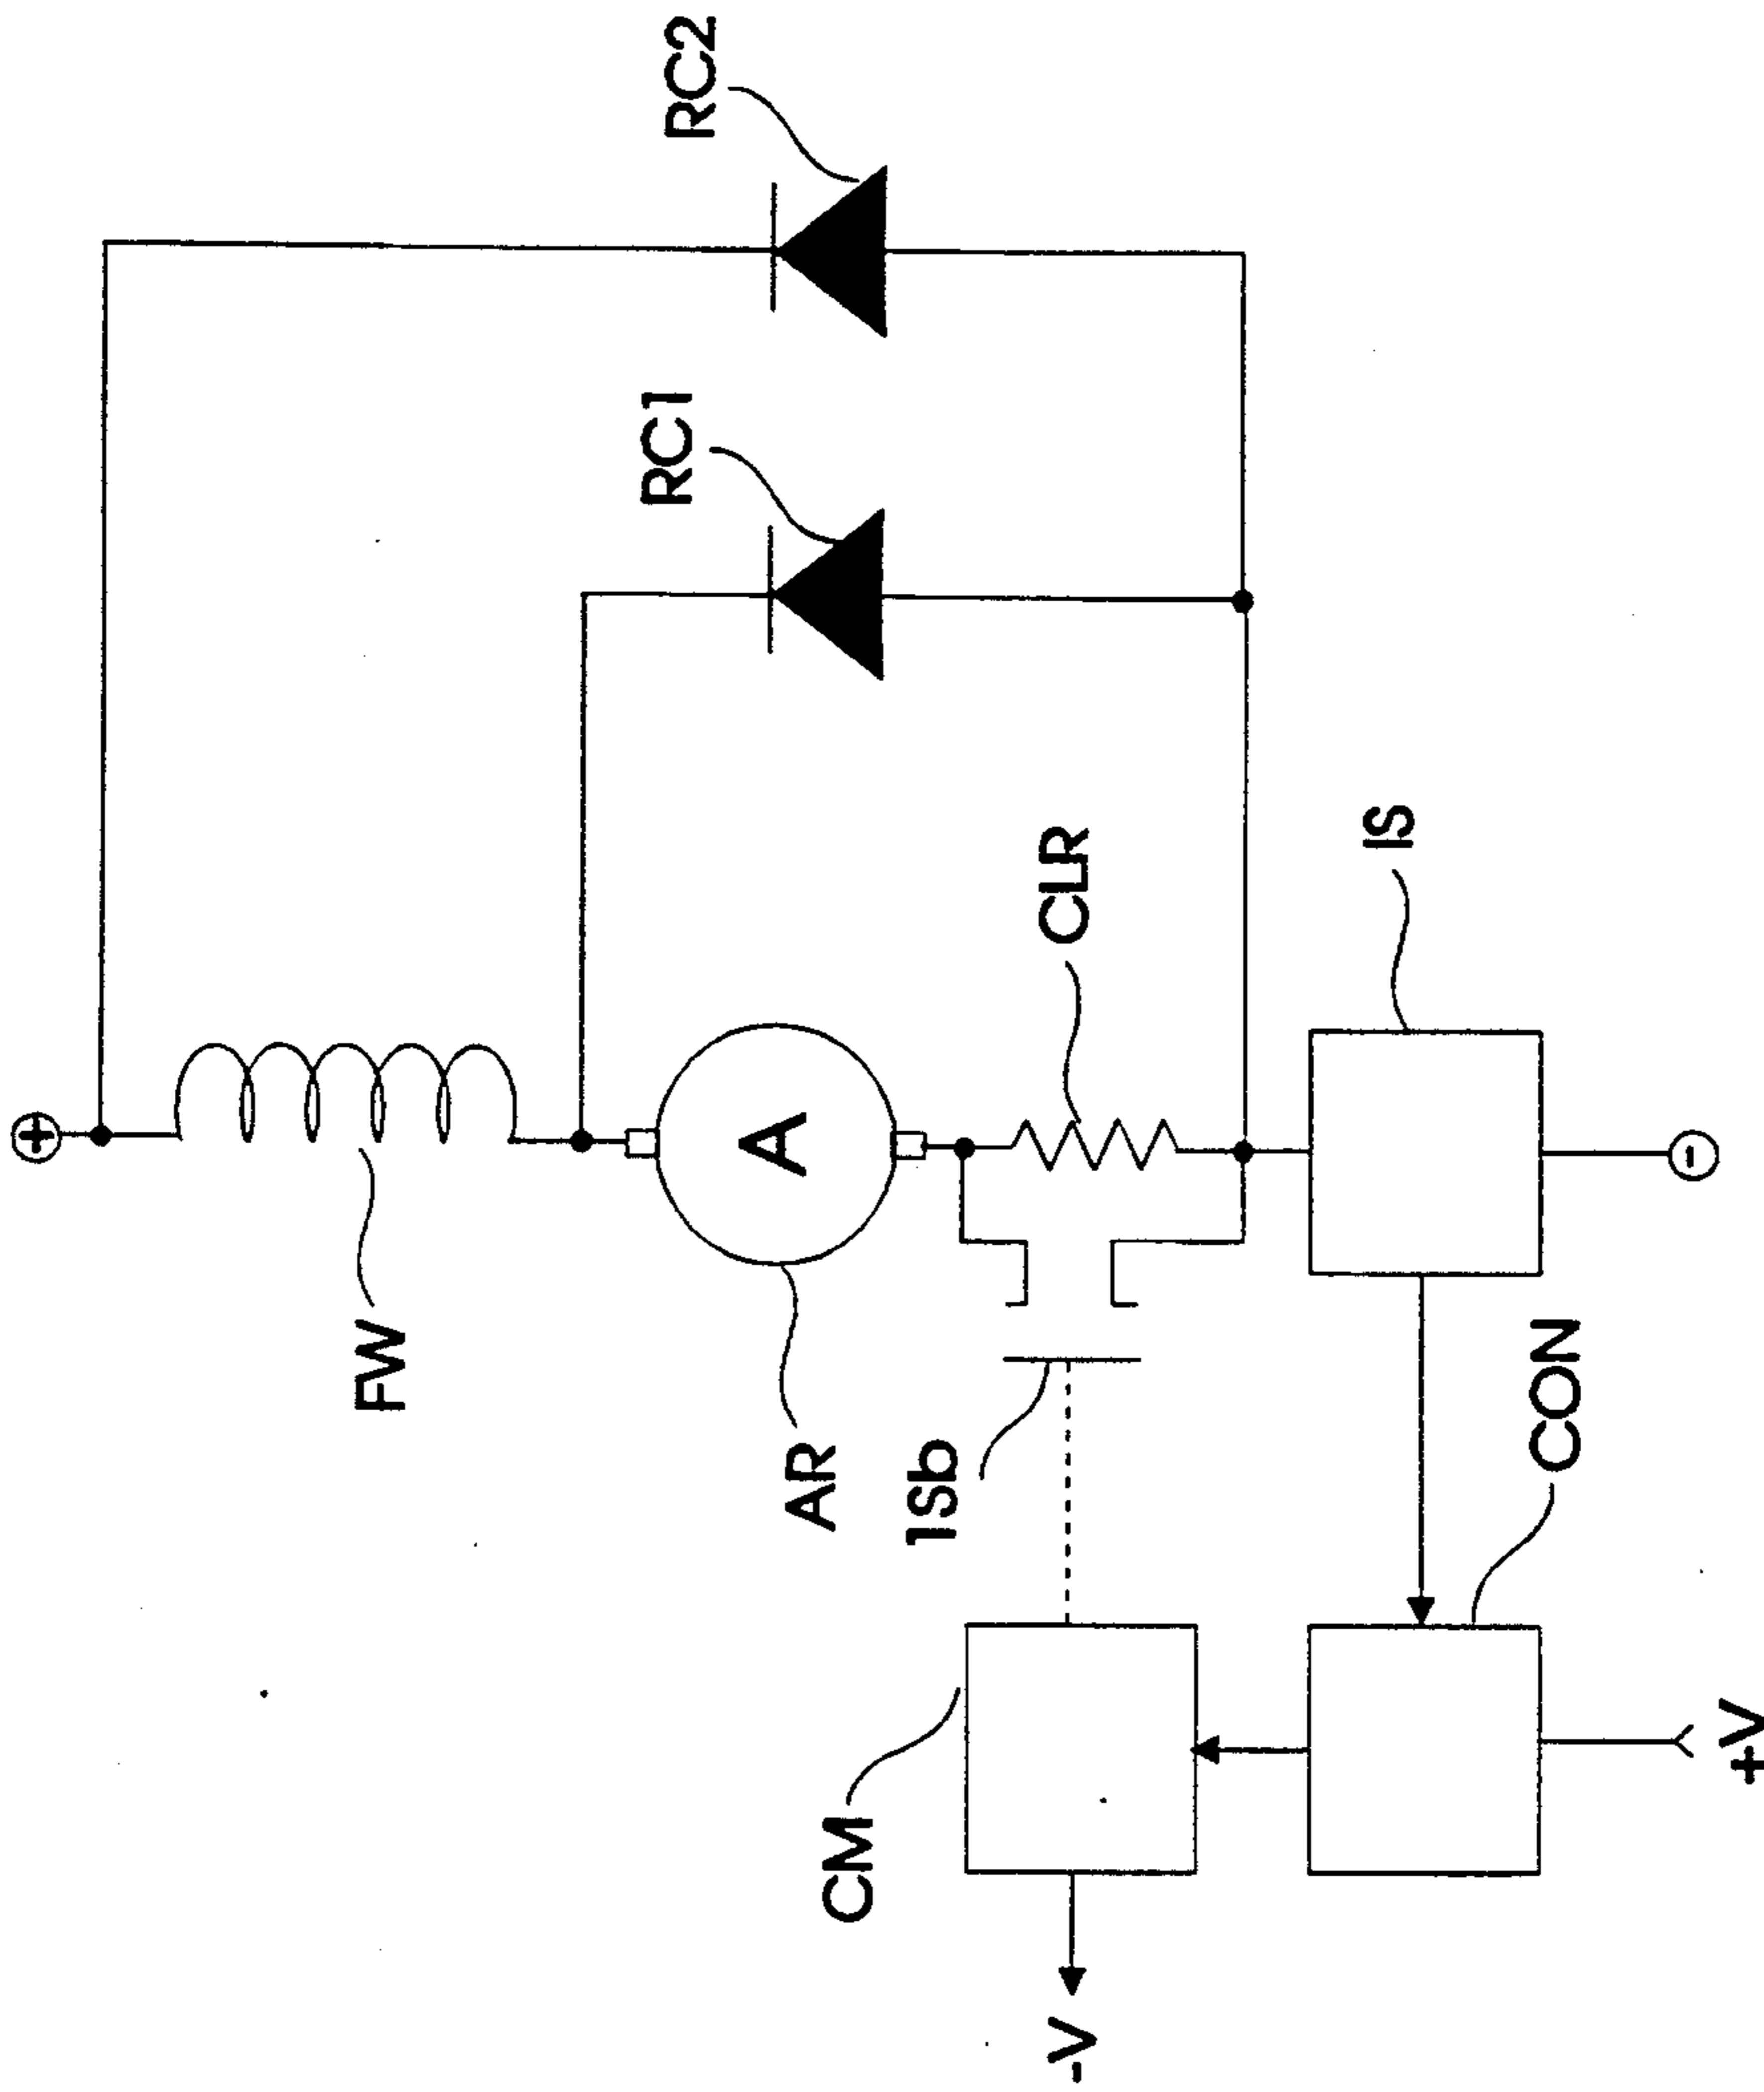 RC2
RC1
CLR
IS
+
A
-
FW
AR
1Sb
CON
CM
+V
-V